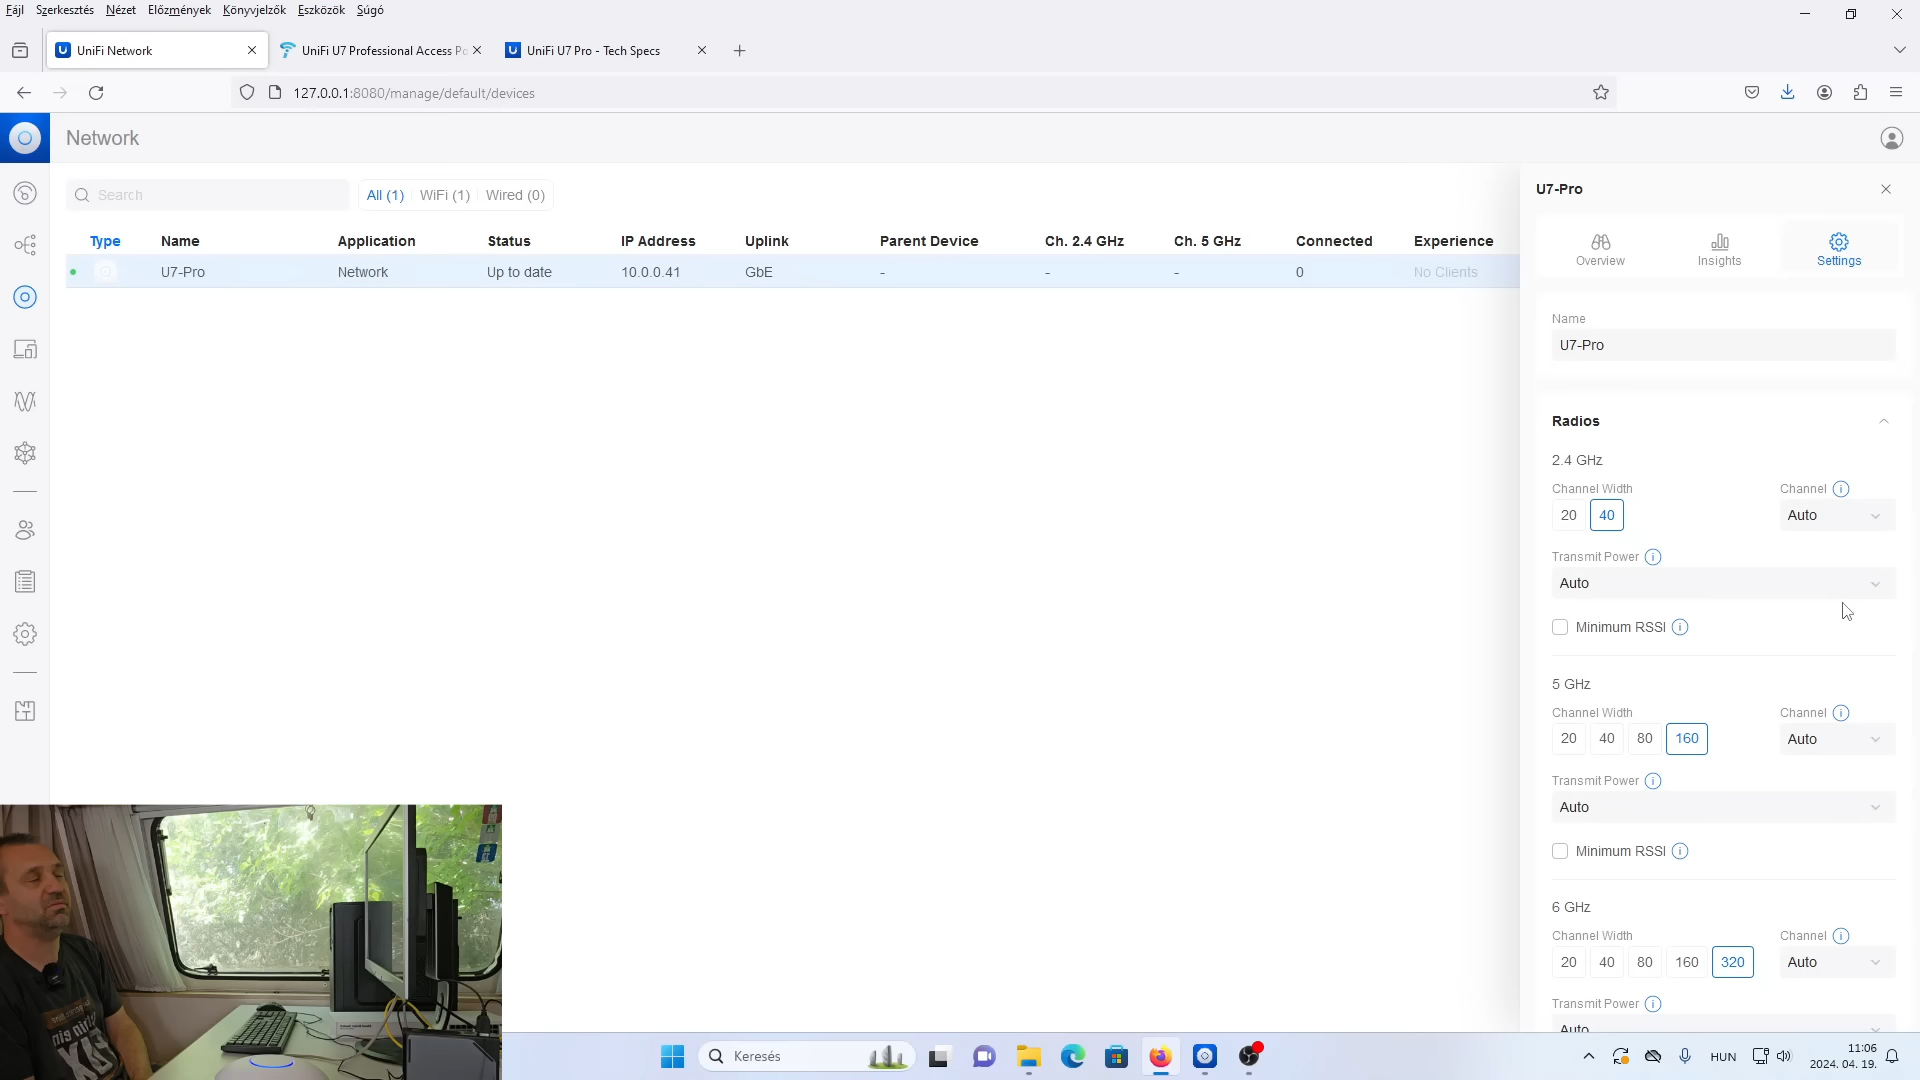 Fájl Szerkesztés Nézet Előzmények Könyvjelzők Eszközök Súgó
UniFi Network
UniFi U7 Professional Access Po
UniFi U7 Pro - Tech Specs
127.0.0.1:8080/manage/default/devices
Network
Search
All (1) WiFi (1) Wired (0)
Type Name Application Status IP Address Uplink Parent Device Ch. 2.4 GHz Ch. 5 GHz Connected Experience
U7-Pro Network Up to date 10.0.0.41 GbE - - - 0 No Clients
U7-Pro
Overview Insights Settings
Name
U7-Pro
Radios
2.4 GHz
Channel Width Channel
20 40 Auto
Transmit Power
Auto
Minimum RSSI
5 GHz
Channel Width Channel
20 40 80 160 Auto
Transmit Power
Auto
Minimum RSSI
6 GHz
Channel Width Channel
20 40 80 160 320 Auto
Transmit Power
Auto
Keresés
HUN
11:06
2024. 04. 19.